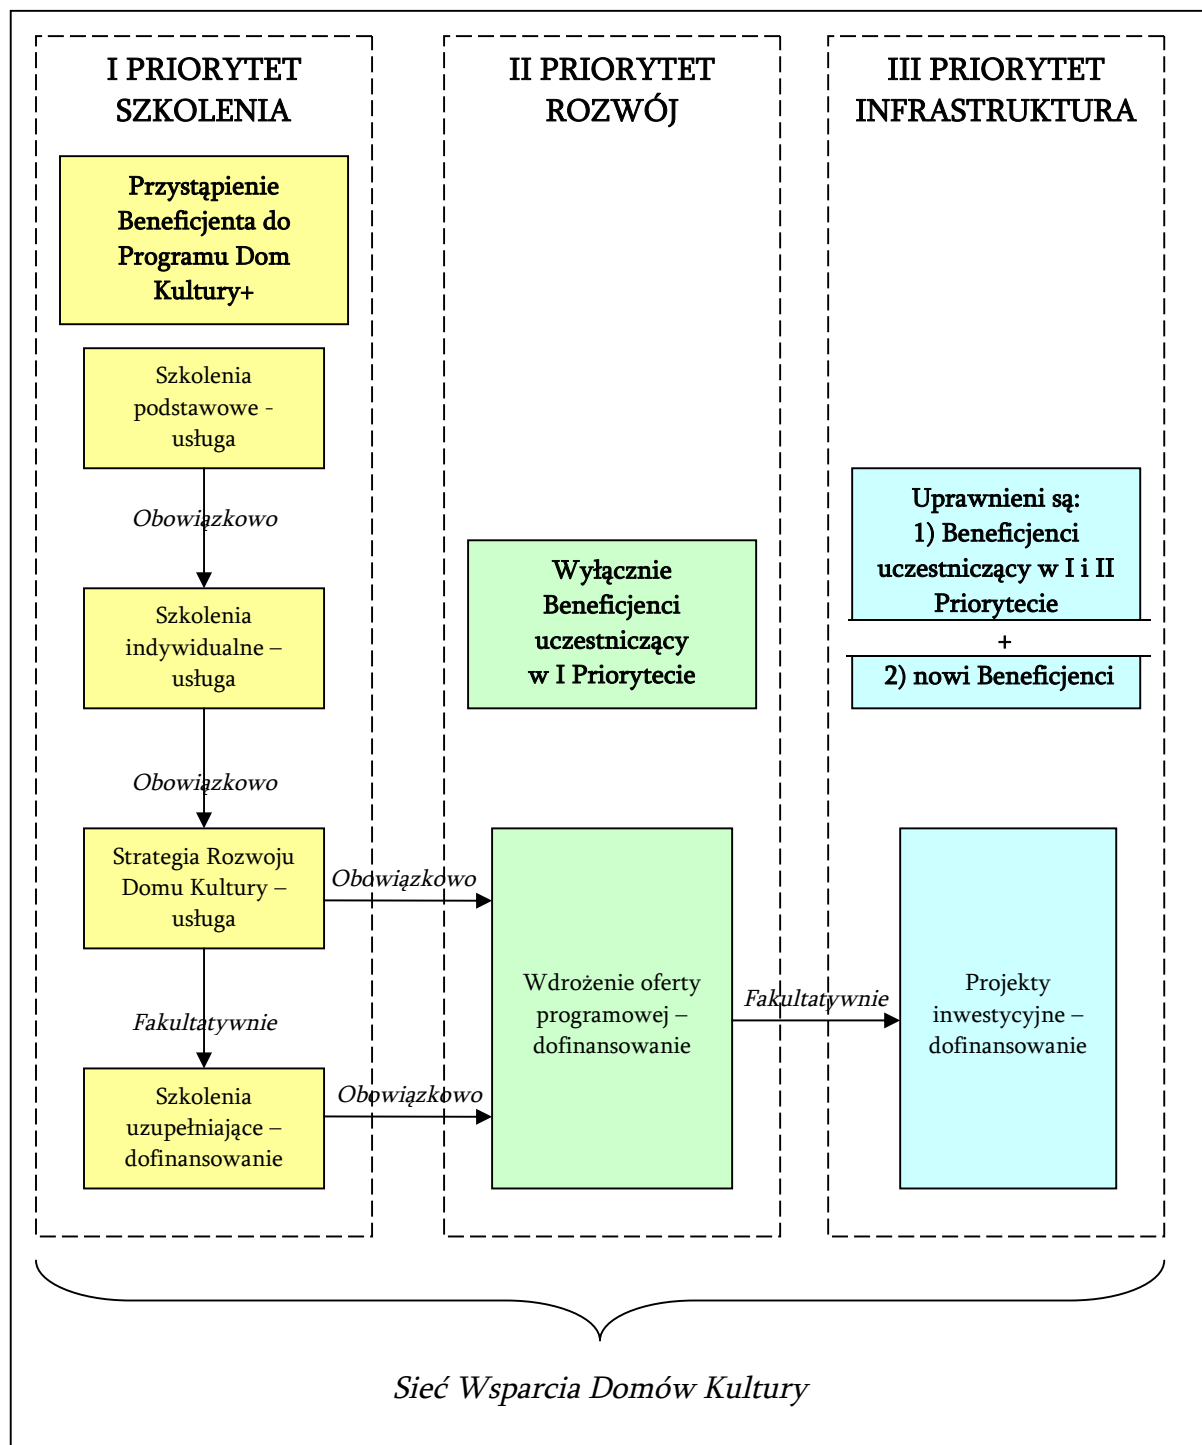 I PRIORYTET
SZKOLENIA
Przystąpienie
Beneficjenta do
Programu Dom
Kultury+
Szkolenia
podstawowe -
usługa
Obowiązkowo
Szkolenia
indywidualne –
usługa
Obowiązkowo
Strategia Rozwoju
Domu Kultury –
usługa
Obowiązkowo
Fakultatywnie
Szkolenia
uzupełniające –
dofinansowanie
Obowiązkowo
II PRIORYTET
ROZWÓJ
Wyłącznie
Beneficjenci
uczestniczący
w I Priorytecie
Wdrożenie oferty
programowej –
dofinansowanie
Fakultatywnie
III PRIORYTET
INFRASTRUKTURA
Uprawnieni są:
1) Beneficjenci
uczestniczący w I i II
Priorytecie
+
2) nowi Beneficjenci
Projekty
inwestycyjne –
dofinansowanie
Sieć Wsparcia Domów Kultury